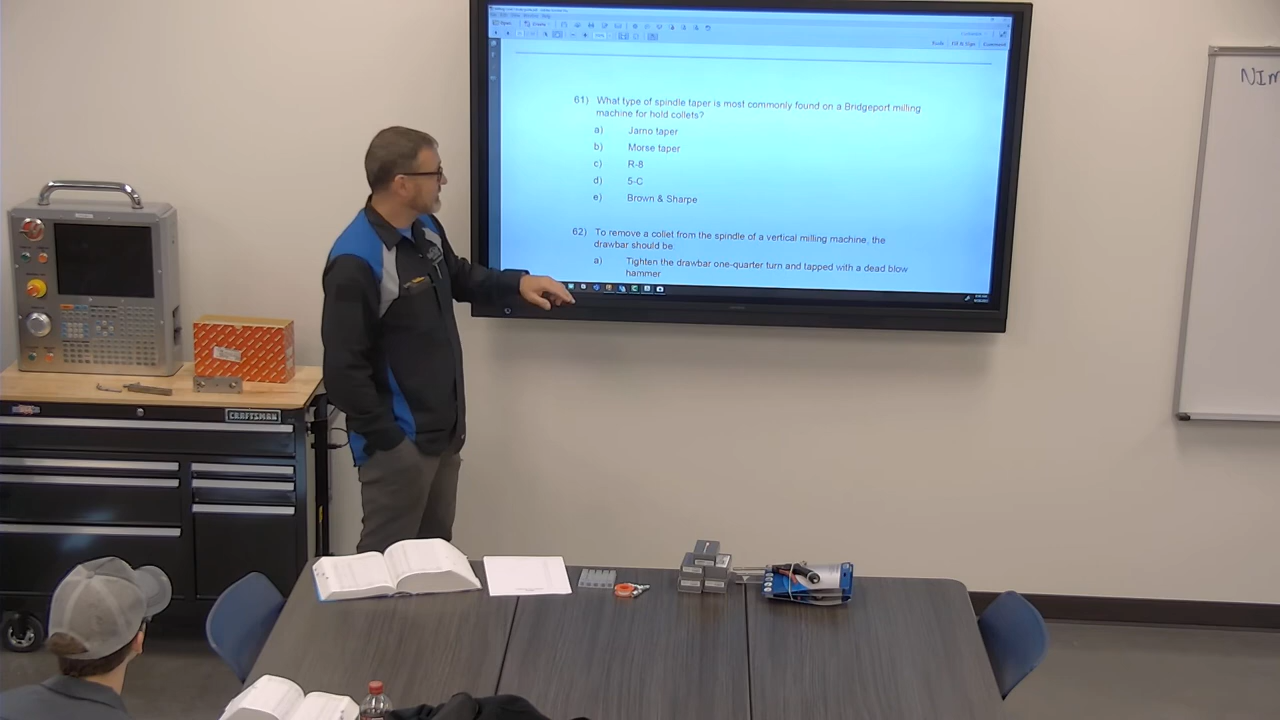 61) What type of spindle taper is most commonly found on a Bridgeport milling
machine for hold collets?
a) Jarno taper
b) Morse taper
c) R-8
d) 5-C
e) Brown & Sharpe
62) To remove a collet from the spindle of a vertical milling machine, the
drawbar should be
a) Tighten the drawbar one-quarter turn and tapped with a dead blow
hammer
CRAFTSMAN